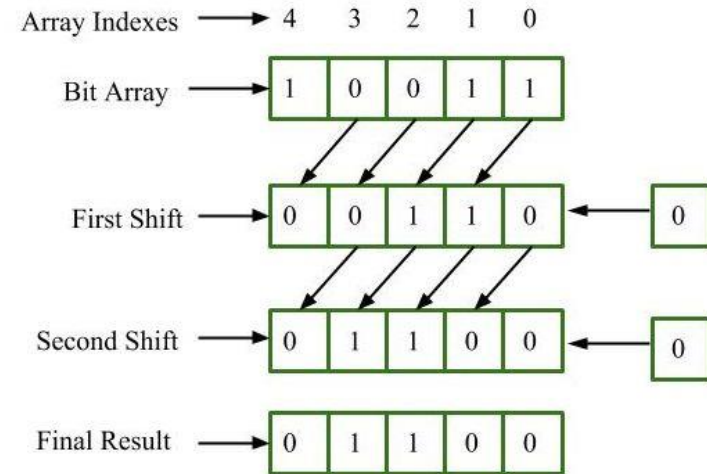 Array Indexes 4 3 2 1 0
Bit Array 1 0 0 1 1
First Shift 0 0 1 1 0 0
Second Shift 0 1 1 0 0 0
Final Result 0 1 1 0 0